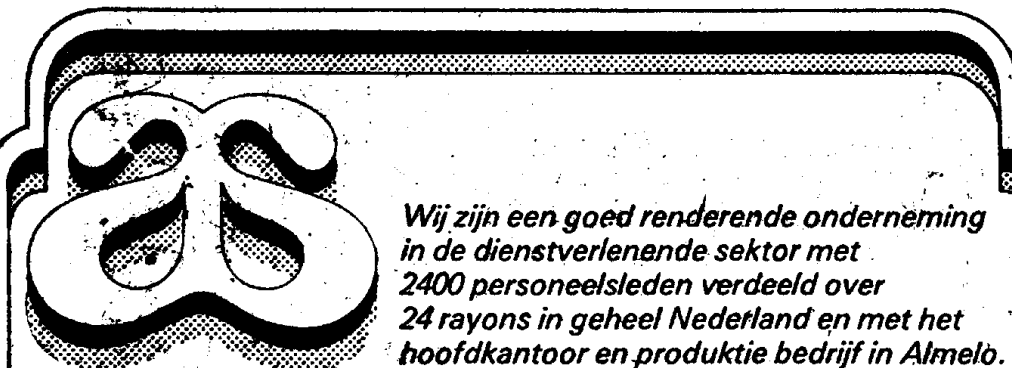 Wij zijn een goed renderende onderneming
in de dienstverlenende sektor met
2400 personeelsleden verdeeld over
24 rayons in geheel Nederland en met het
hoofdkantoor en produktie bedrijf in Almelo.